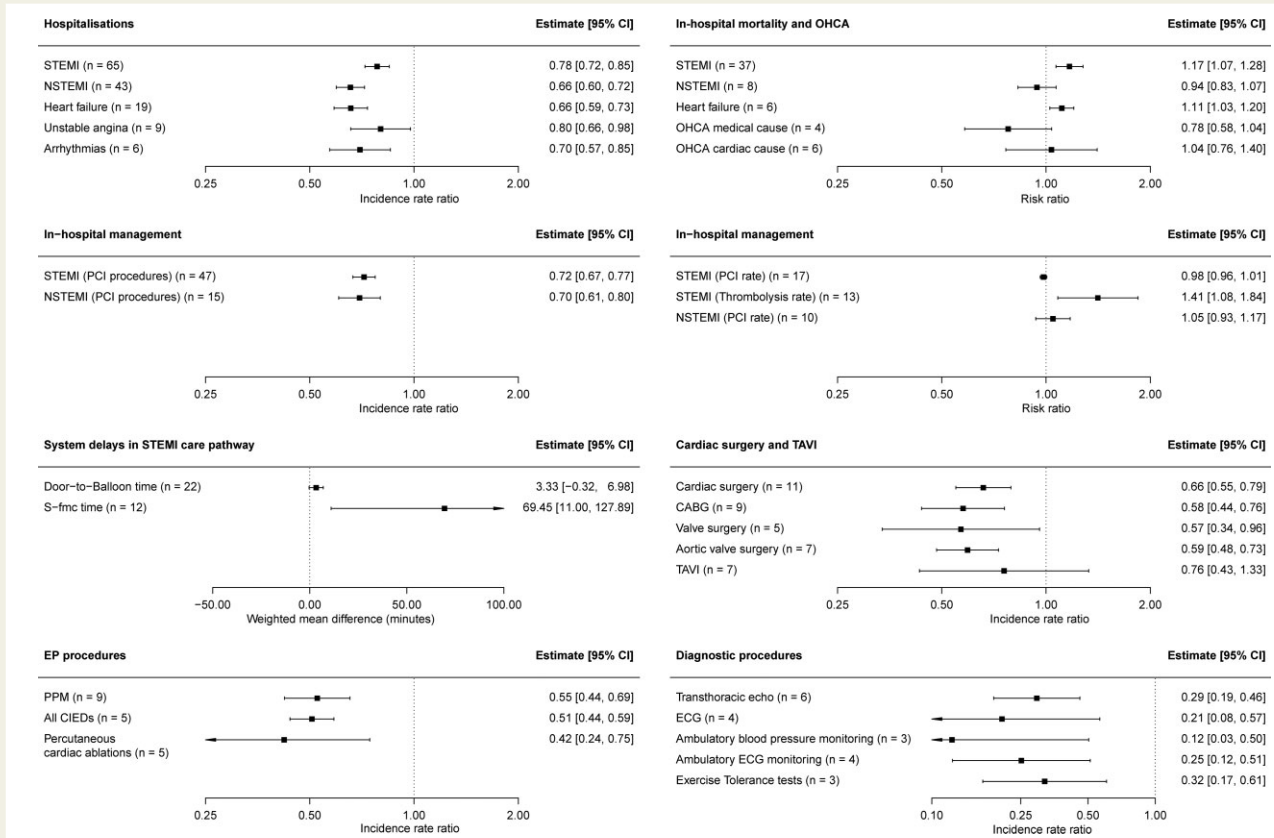 Hospitalisations Estimate [95% CI]
STEMI (n = 65) 0.78 [0.72, 0.85]
NSTEMI (n = 43) 0.66 [0.60, 0.72]
Heart failure (n = 19) 0.66 [0.59, 0.73]
Unstable angina (n = 9) 0.80 [0.66, 0.98]
Arrhythmias (n = 6) 0.70 [0.57, 0.85]
0.25 0.50 1.00 2.00
Incidence rate ratio
In-hospital mortality and OHCA Estimate [95% CI]
STEMI (n = 37) 1.17 [1.07, 1.28]
NSTEMI (n = 8) 0.94 [0.83, 1.07]
Heart failure (n = 6) 1.11 [1.03, 1.20]
OHCA medical cause (n = 4) 0.78 [0.58, 1.04]
OHCA cardiac cause (n = 6) 1.04 [0.76, 1.40]
0.25 0.50 1.00 2.00
Risk ratio
In−hospital management Estimate [95% CI]
STEMI (PCI procedures) (n = 47) 0.72 [0.67, 0.77]
NSTEMI (PCI procedures) (n = 15) 0.70 [0.61, 0.80]
0.25 0.50 1.00 2.00
Incidence rate ratio
In−hospital management Estimate [95% CI]
STEMI (PCI rate) (n = 17) 0.98 [0.96, 1.01]
STEMI (Thrombolysis rate) (n = 13) 1.41 [1.08, 1.84]
NSTEMI (PCI rate) (n = 10) 1.05 [0.93, 1.17]
0.25 0.50 1.00 2.00
Risk ratio
System delays in STEMI care pathway Estimate [95% CI]
Door-to-Balloon time (n = 22) 3.33 [−0.32, 6.98]
S-fmc time (n = 12) 69.45 [11.00, 127.89]
−50.00 0.00 50.00 100.00
Weighted mean difference (minutes)
Cardiac surgery and TAVI Estimate [95% CI]
Cardiac surgery (n = 11) 0.66 [0.55, 0.79]
CABG (n = 9) 0.58 [0.44, 0.76]
Valve surgery (n = 5) 0.57 [0.34, 0.96]
Aortic valve surgery (n = 7) 0.59 [0.48, 0.73]
TAVI (n = 7) 0.76 [0.43, 1.33]
0.25 0.50 1.00 2.00
Incidence rate ratio
EP procedures Estimate [95% CI]
PPM (n = 9) 0.55 [0.44, 0.69]
All CIEDs (n = 5) 0.51 [0.44, 0.59]
Percutaneous 0.42 [0.24, 0.75]
cardiac ablations (n = 5)
0.25 0.50 1.00 2.00
Incidence rate ratio
Diagnostic procedures Estimate [95% CI]
Transthoracic echo (n = 6) 0.29 [0.19, 0.46]
ECG (n = 4) 0.21 [0.08, 0.57]
Ambulatory blood pressure monitoring (n = 3) 0.12 [0.03, 0.50]
Ambulatory ECG monitoring (n = 4) 0.25 [0.12, 0.51]
Exercise Tolerance tests (n = 3) 0.32 [0.17, 0.61]
0.10 0.25 0.50 1.00
Incidence rate ratio